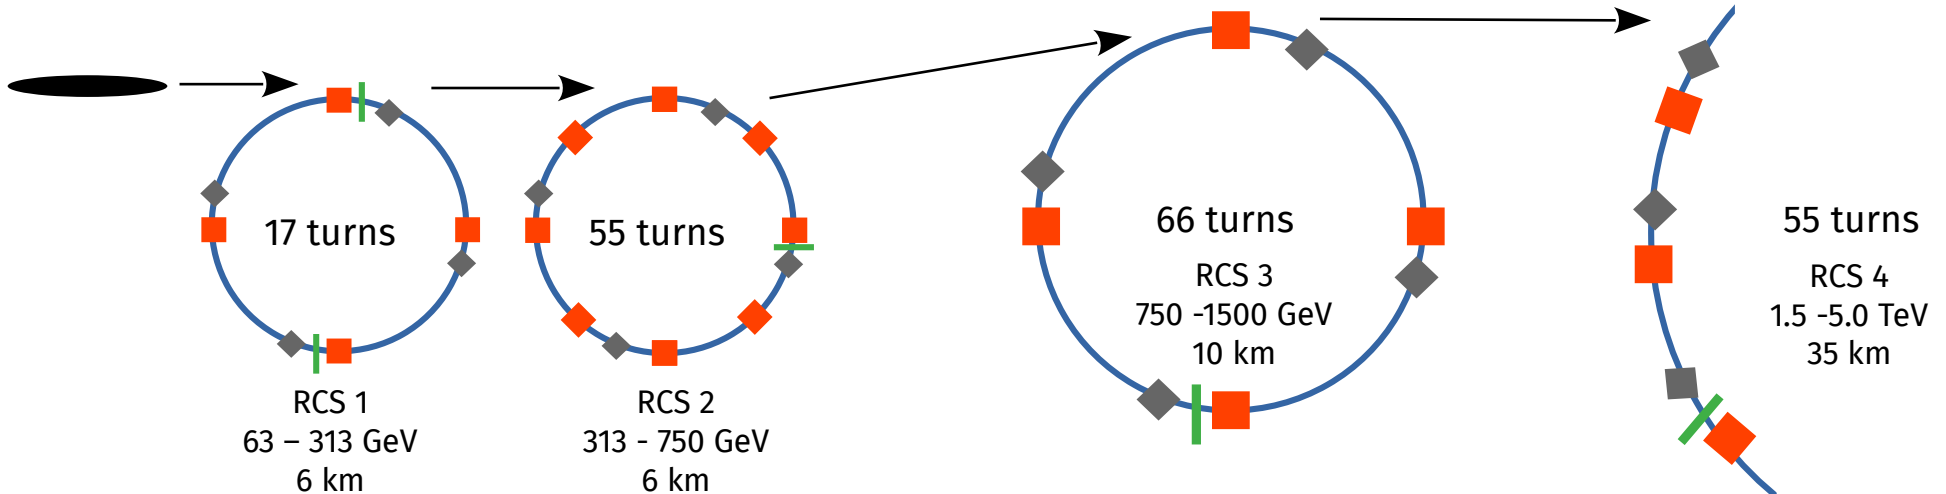 17 turns
RCS 1
63 – 313 GeV
6 km
55 turns
RCS 2
313 - 750 GeV
6 km
66 turns
RCS 3
750 -1500 GeV
10 km
55 turns
RCS 4
1.5 -5.0 TeV
35 km